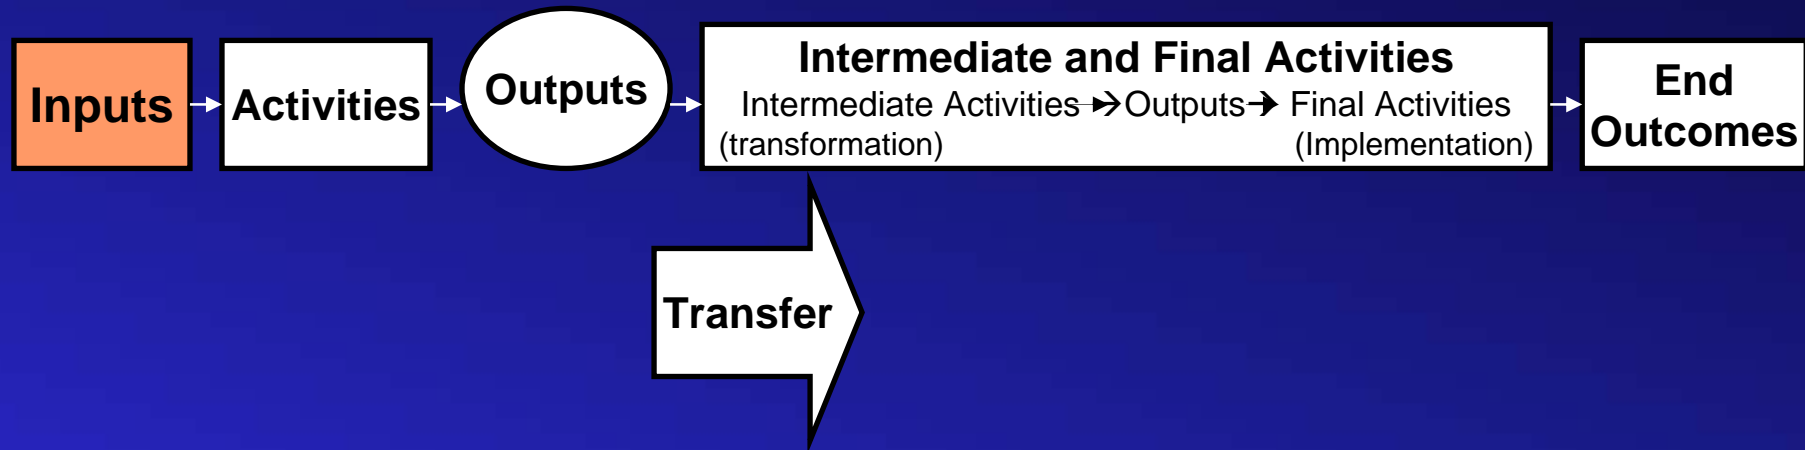 Inputs
Activities
Outputs
Intermediate and Final Activities
Intermediate Activities → Outputs → Final Activities
(transformation) (Implementation)
End
Outcomes
Transfer